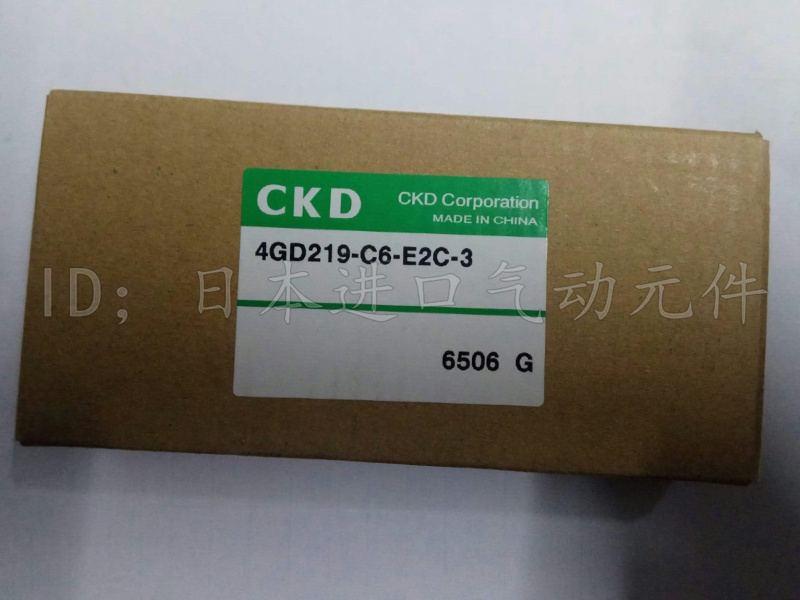 CKD
CKD Corporation
MADE IN CHINA
4GD219-C6-E2C-3
ID；日本进口气动元件
6506 G